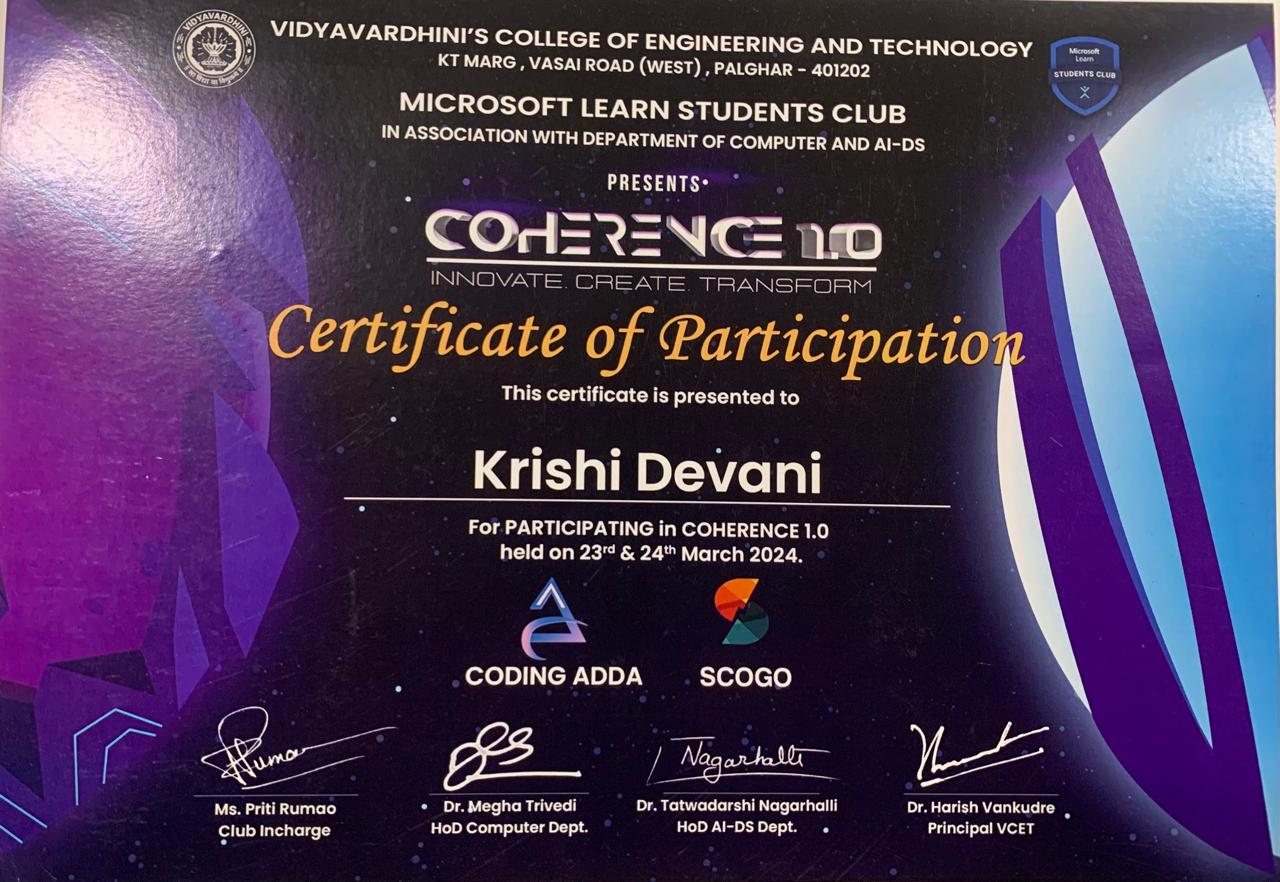 VIDYAVARDHINI'S COLLEGE OF ENGINEERING AND TECHNOLOGY
KT MARG , VASAI ROAD (WEST) , PALGHAR - 401202
VIDYAVARDHINI
Microsoft
Learn
STUDENTS CLUB
MICROSOFT LEARN STUDENTS CLUB
IN ASSOCIATION WITH DEPARTMENT OF COMPUTER AND AI-DS
PRESENTS
COHERENCE 1.0
INNOVATE. CREATE. TRANSFORM
Certificate of Participation
This certificate is presented to
Krishi Devani
For PARTICIPATING in COHERENCE 1.0
held on 23rd & 24th March 2024.
CODING ADDA
SCOGO
Rumao
Nagarhalli
Ms. Priti Rumao
Club Incharge
Dr. Megha Trivedi
HoD Computer Dept.
Dr. Tatwadarshi Nagarhalli
HoD AI-DS Dept.
Dr. Harish Vankudre
Principal VCET